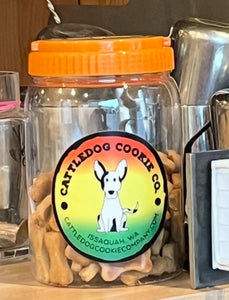 CATTLEDOG COOKIE CO.
ISSAQUAH, WA
CATTLEDOGCOOKIECOMPANY.COM